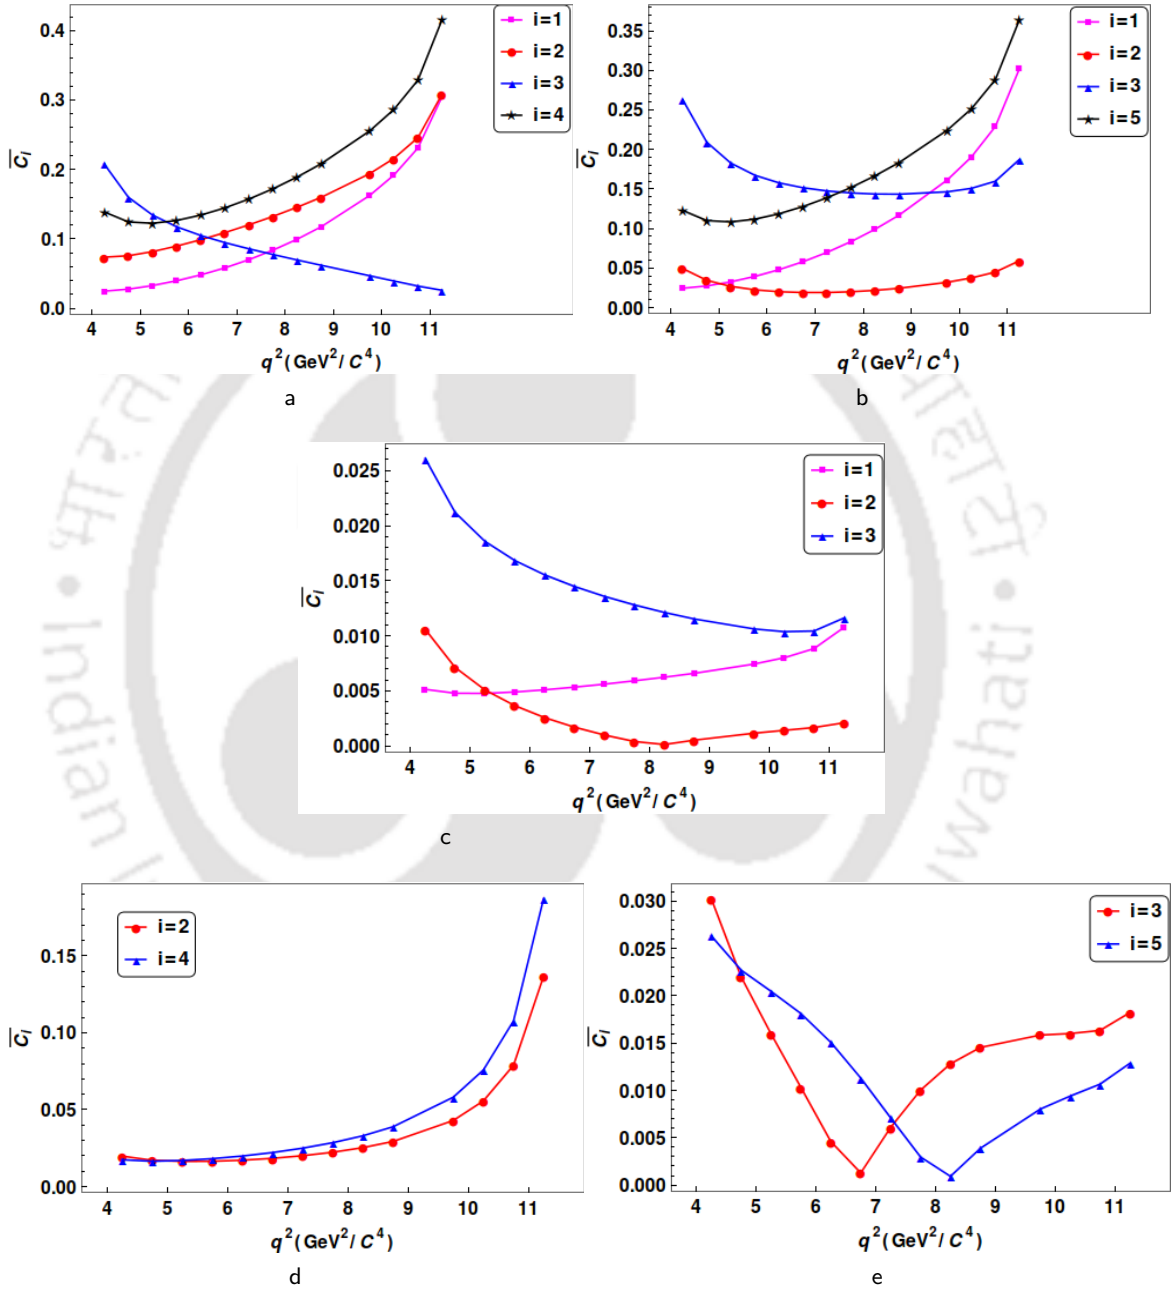 i=1
i=2
i=3
i=4
0.4
0.3
0.2
0.1
0.0
C̅i
4 5 6 7 8 9 10 11
q²(GeV²/C⁴)
a
i=1
i=2
i=3
i=5
0.35
0.30
0.25
0.20
0.15
0.10
0.05
0.00
C̅i
4 5 6 7 8 9 10 11
q²(GeV²/C⁴)
b
i=1
i=2
i=3
0.025
0.020
0.015
0.010
0.005
0.000
C̅i
4 5 6 7 8 9 10 11
q²(GeV²/C⁴)
c
i=2
i=4
0.15
0.10
0.05
0.00
C̅i
4 5 6 7 8 9 10 11
q²(GeV²/C⁴)
d
i=3
i=5
0.030
0.025
0.020
0.015
0.010
0.005
0.000
C̅i
4 5 6 7 8 9 10 11
q²(GeV²/C⁴)
e
Indian
wahati